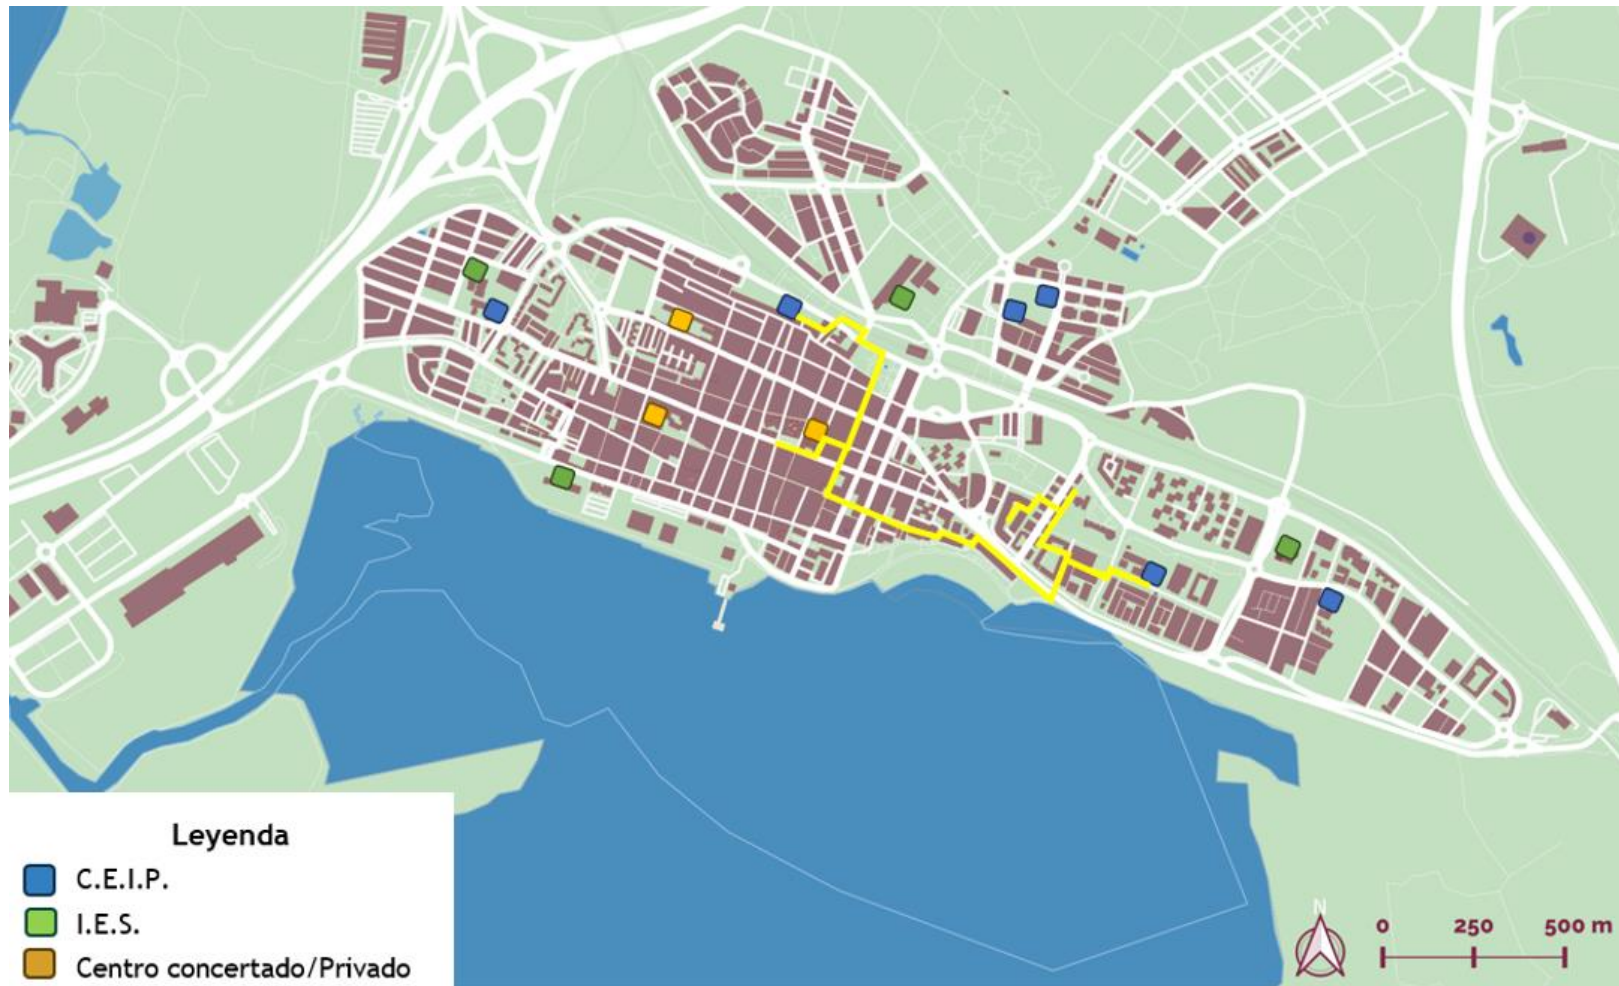 Leyenda
C.E.I.P.
I.E.S.
Centro concertado/Privado
N
0 250 500 m